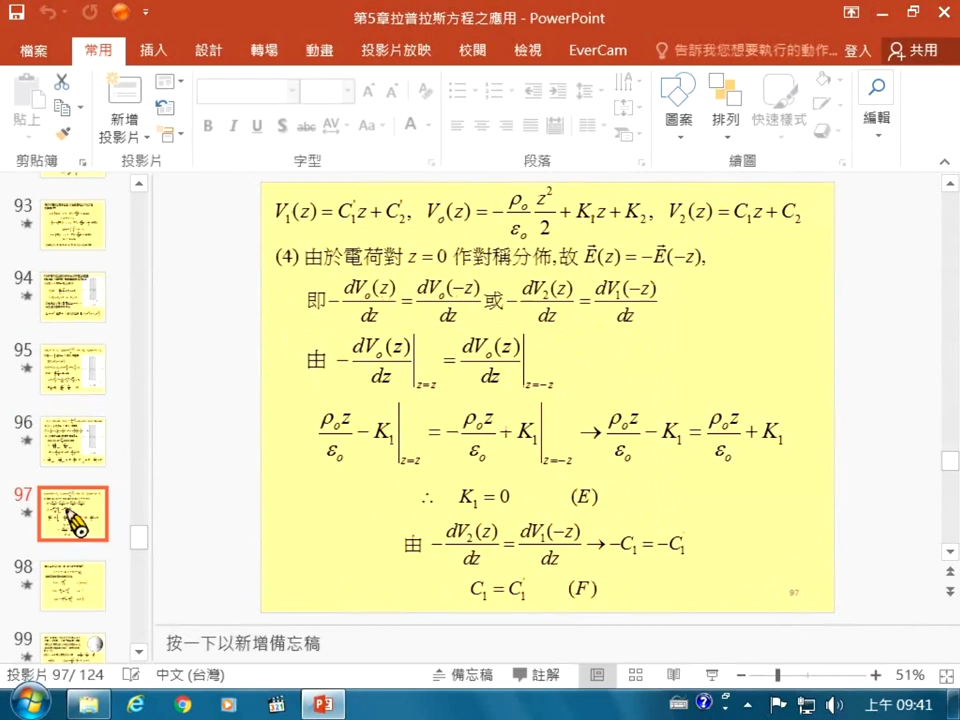 第5章拉普拉斯方程之應用 - PowerPoint
檔案 常用 插入 設計 轉場 動畫 投影片放映 校閱 檢視 EverCam 告訴我您想要執行的動作... 登入 共用
貼上 新增投影片 圖案 排列 快速樣式 編輯
剪貼簿 投影片 字型 段落 繪圖
93
94
95
96
97
98
99
V₁(z) = C₁'z + C₂', Vₒ(z) = −(ρₒ/εₒ)(z²/2) + K₁z + K₂, V₂(z) = C₁z + C₂
(4) 由於電荷對 z = 0 作對稱分佈,故 E⃗(z) = −E⃗(−z),
即 −dVₒ(z)/dz = dVₒ(−z)/dz 或 −dV₂(z)/dz = dV₁(−z)/dz
由 −dVₒ(z)/dz |z=z = dVₒ(z)/dz |z=−z
ρₒz/εₒ − K₁ |z=z = −ρₒz/εₒ + K₁ |z=−z → ρₒz/εₒ − K₁ = ρₒz/εₒ + K₁
∴ K₁ = 0 (E)
由 −dV₂(z)/dz = dV₁(−z)/dz → −C₁ = −C₁'
C₁ = C₁' (F)
97
按一下以新增備忘稿
投影片 97/ 124 中文 (台灣) 備忘稿 註解 51%
上午 09:41